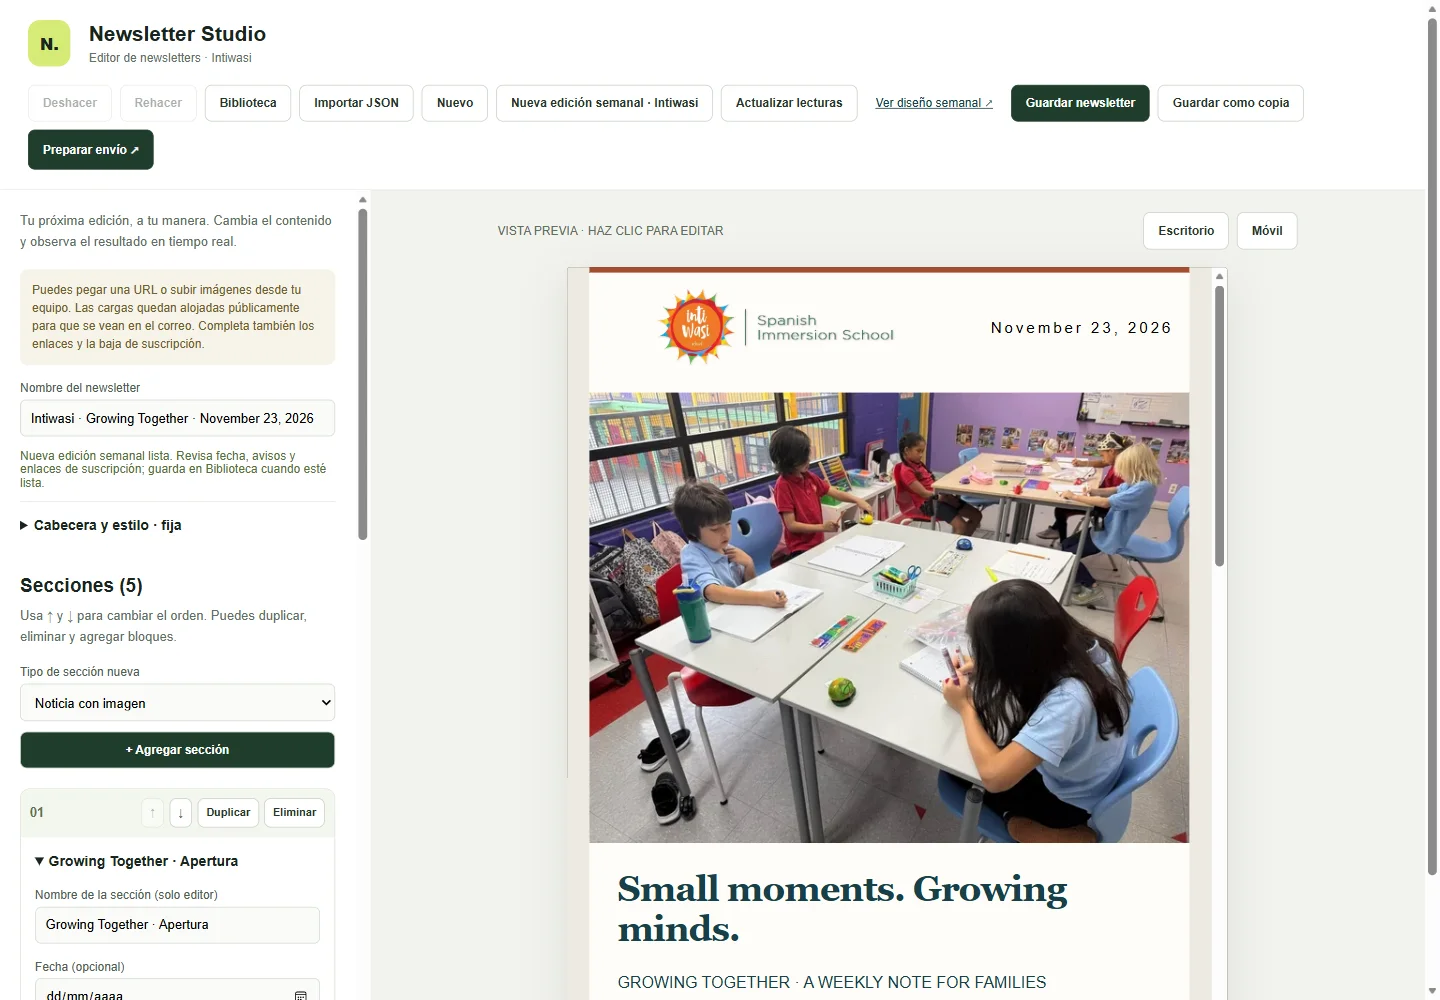 N.
Newsletter Studio
Editor de newsletters · Intiwasi
Deshacer
Rehacer
Biblioteca
Importar JSON
Nuevo
Nueva edición semanal · Intiwasi
Actualizar lecturas
Ver diseño semanal ↗
Guardar newsletter
Guardar como copia
Preparar envío ↗
Tu próxima edición, a tu manera. Cambia el contenido
y observa el resultado en tiempo real.
Puedes pegar una URL o subir imágenes desde tu
equipo. Las cargas quedan alojadas públicamente
para que se vean en el correo. Completa también los
enlaces y la baja de suscripción.
Nombre del newsletter
Intiwasi · Growing Together · November 23, 2026
Nueva edición semanal lista. Revisa fecha, avisos y
enlaces de suscripción; guarda en Biblioteca cuando esté
lista.
▶ Cabecera y estilo · fija
Secciones (5)
Usa ↑ y ↓ para cambiar el orden. Puedes duplicar,
eliminar y agregar bloques.
Tipo de sección nueva
Noticia con imagen
+ Agregar sección
01
↑
↓
Duplicar
Eliminar
▼ Growing Together · Apertura
Nombre de la sección (solo editor)
Growing Together · Apertura
Fecha (opcional)
dd/mm/aaaa
VISTA PREVIA · HAZ CLIC PARA EDITAR
Escritorio
Móvil
inti
Wasi
Spanish
Immersion School
November 23, 2026
Small moments. Growing
minds.
GROWING TOGETHER · A WEEKLY NOTE FOR FAMILIES